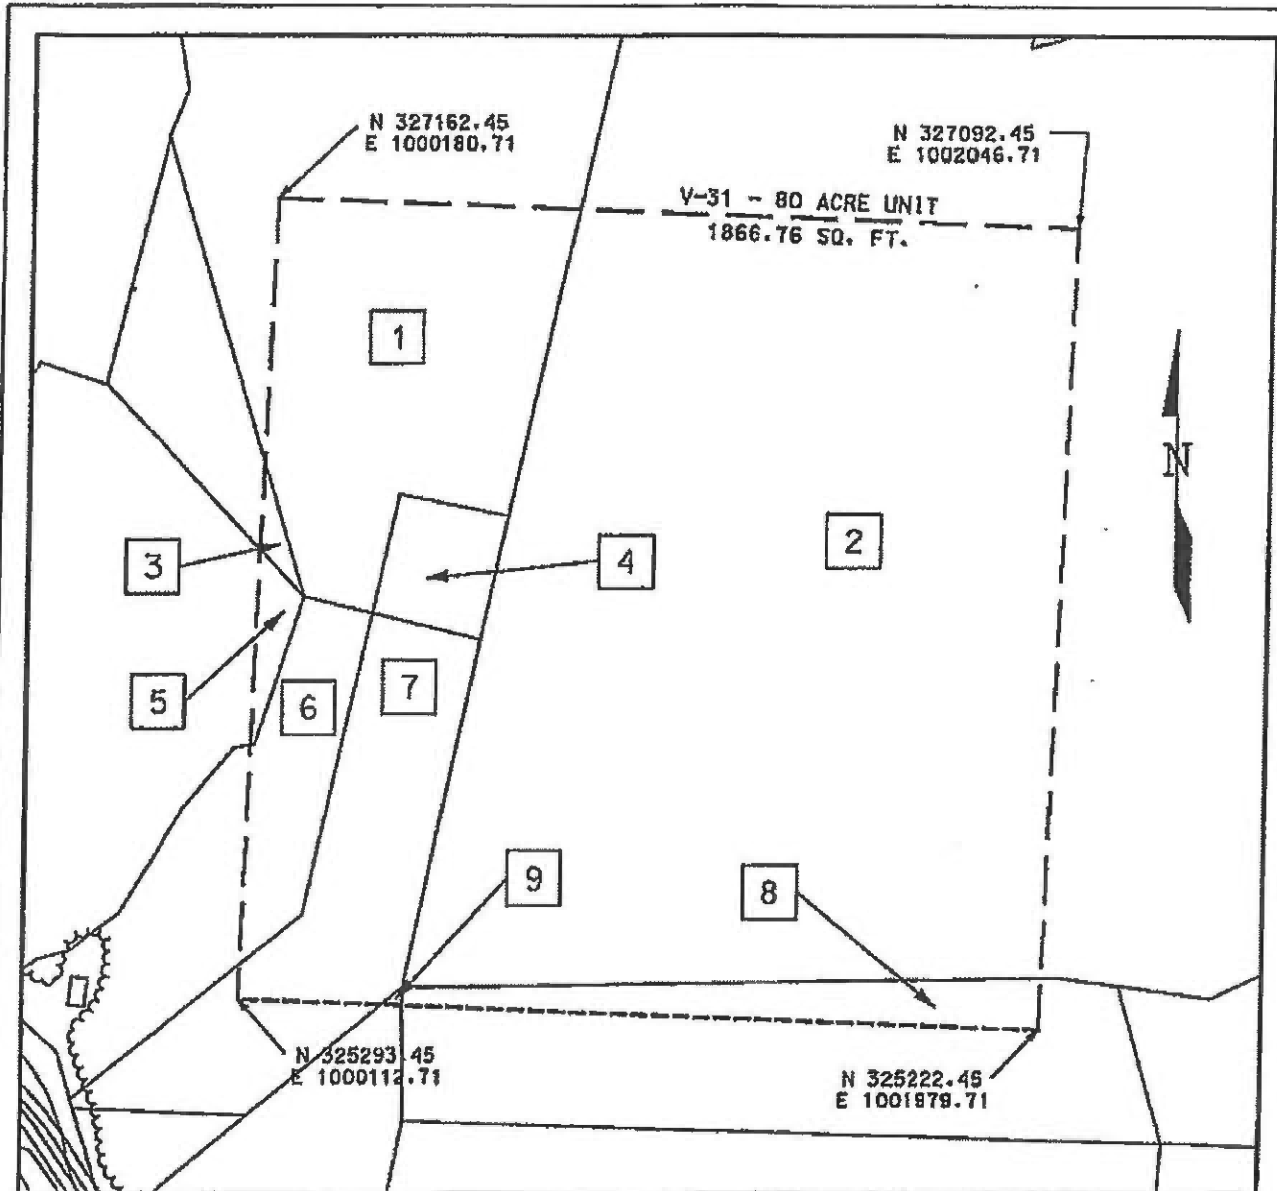 N 327162.45
E 1000180.71
N 327092.45
E 1002046.71
V-31 - 80 ACRE UNIT
1866.76 SQ. FT.
1
N
2
3
4
5
6
7
9
8
N 325293.45
E 1000112.71
N 325222.45
E 1001979.71